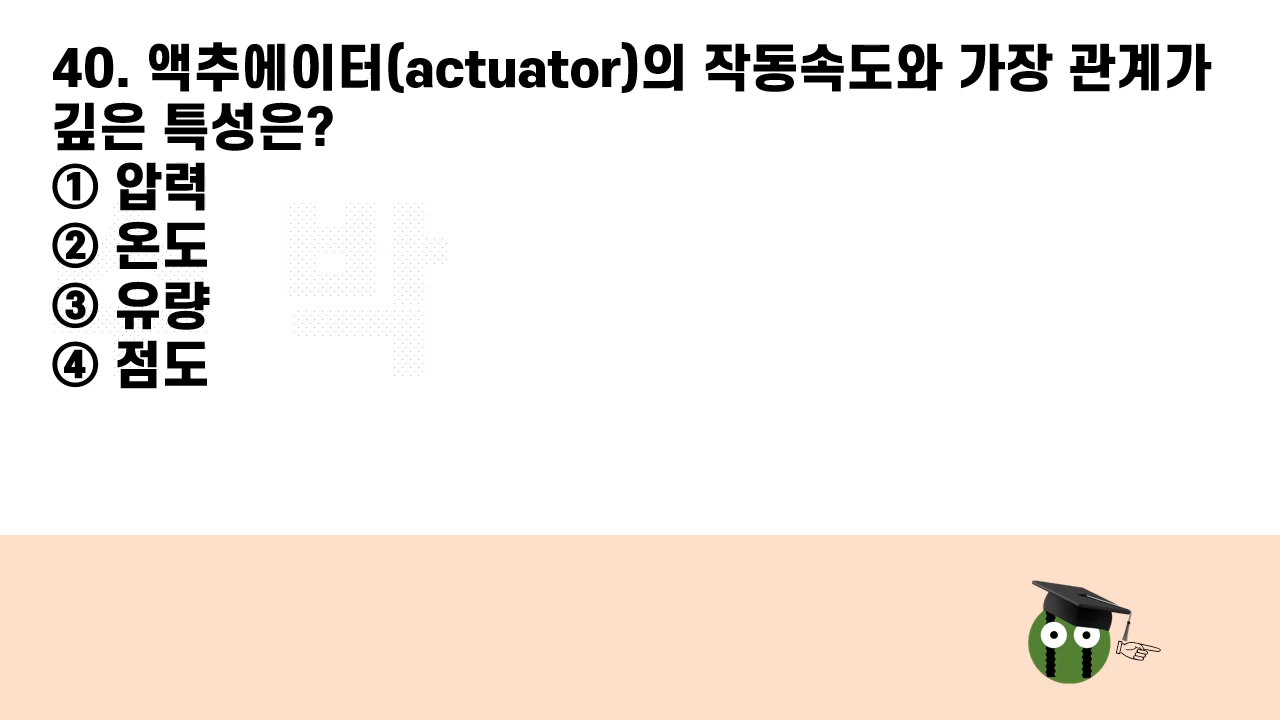 40. 액추에이터(actuator)의 작동속도와 가장 관계가
깊은 특성은?
① 압력
② 온도
③ 유량
④ 점도